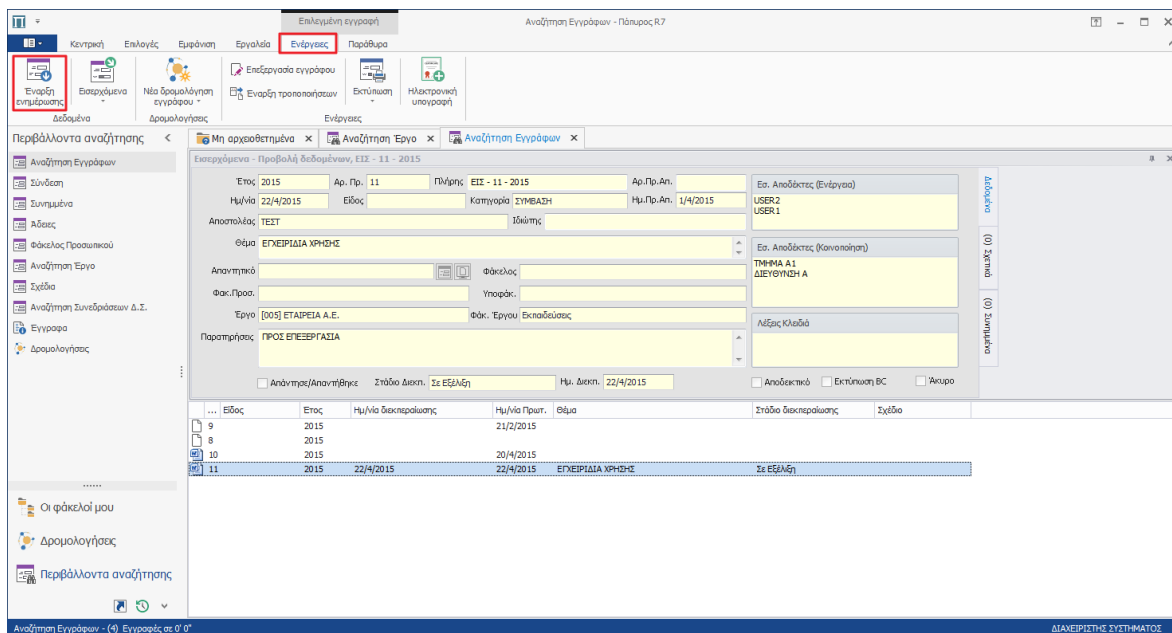 Επιλεγμένη εγγραφή
Αναζήτηση Εγγράφων - Πάπυρος R.7
Κεντρική Επιλογές Εμφάνιση Εργαλεία Ενέργειες Παράθυρα
Έναρξη ενημέρωσης
Εισερχόμενα
Νέα δρομολόγηση εγγράφου
Επεξεργασία εγγράφου
Έναρξη τροποποιήσεων
Εκτύπωση
Ηλεκτρονική υπογραφή
Δεδομένα Δρομολογήσεις Ενέργειες
Περιβάλλοντα αναζήτησης
Αναζήτηση Εγγράφων
Σύνδεση
Συνημμένα
Άδειες
Φάκελος Προσωπικού
Αναζήτηση Έργο
Σχέδια
Αναζήτηση Συνεδριάσεων Δ.Σ.
Έγγραφα
Δρομολογήσεις
Οι φάκελοί μου
Δρομολογήσεις
Περιβάλλοντα αναζήτησης
Μη αρχειοθετημένα x Αναζήτηση Έργο x Αναζήτηση Εγγράφων x
Εισερχόμενα - Προβολή δεδομένων, ΕΙΣ - 11 - 2015
Έτος 2015 Αρ. Πρ. 11 Πλήρης ΕΙΣ - 11 - 2015 Αρ.Πρ.Απ.
Ημ/νία 22/4/2015 Είδος Κατηγορία ΣΥΜΒΑΣΗ Ημ.Πρ.Απ. 1/4/2015
Αποστολέας ΤΕΣΤ Ιδιώτης
Θέμα ΕΓΧΕΙΡΙΔΙΑ ΧΡΗΣΗΣ
Απαντητικό Φάκελος
Φακ.Προσ. Υποφάκ.
Έργο [005] ΕΤΑΙΡΕΙΑ Α.Ε. Φάκ. Έργου Εκπαιδεύσεις
Παρατηρήσεις ΠΡΟΣ ΕΠΕΞΕΡΓΑΣΙΑ
Απάντησε/Απαντήθηκε Στάδιο Διεκπ. Σε Εξέλιξη Ημ. Διεκπ. 22/4/2015
Εσ. Αποδέκτες (Ενέργεια)
USER2
USER1
Εσ. Αποδέκτες (Κοινοποίηση)
ΤΜΗΜΑ Α1
ΔΙΕΥΘΥΝΣΗ Α
Λέξεις Κλειδιά
Αποδεικτικό Εκτύπωση BC Άκυρο
Δεδομένα
(0) Σχετικά
(0) Συνημμένα
... Είδος Έτος Ημ/νία διεκπεραίωσης Ημ/νία Πρωτ. Θέμα Στάδιο διεκπεραίωσης Σχέδιο
9 2015 21/2/2015
8 2015
10 2015 20/4/2015
11 2015 22/4/2015 22/4/2015 ΕΓΧΕΙΡΙΔΙΑ ΧΡΗΣΗΣ Σε Εξέλιξη
Αναζήτηση Εγγράφων - (4) Εγγραφές σε 0' 0" ΔΙΑΧΕΙΡΙΣΤΗΣ ΣΥΣΤΗΜΑΤΟΣ